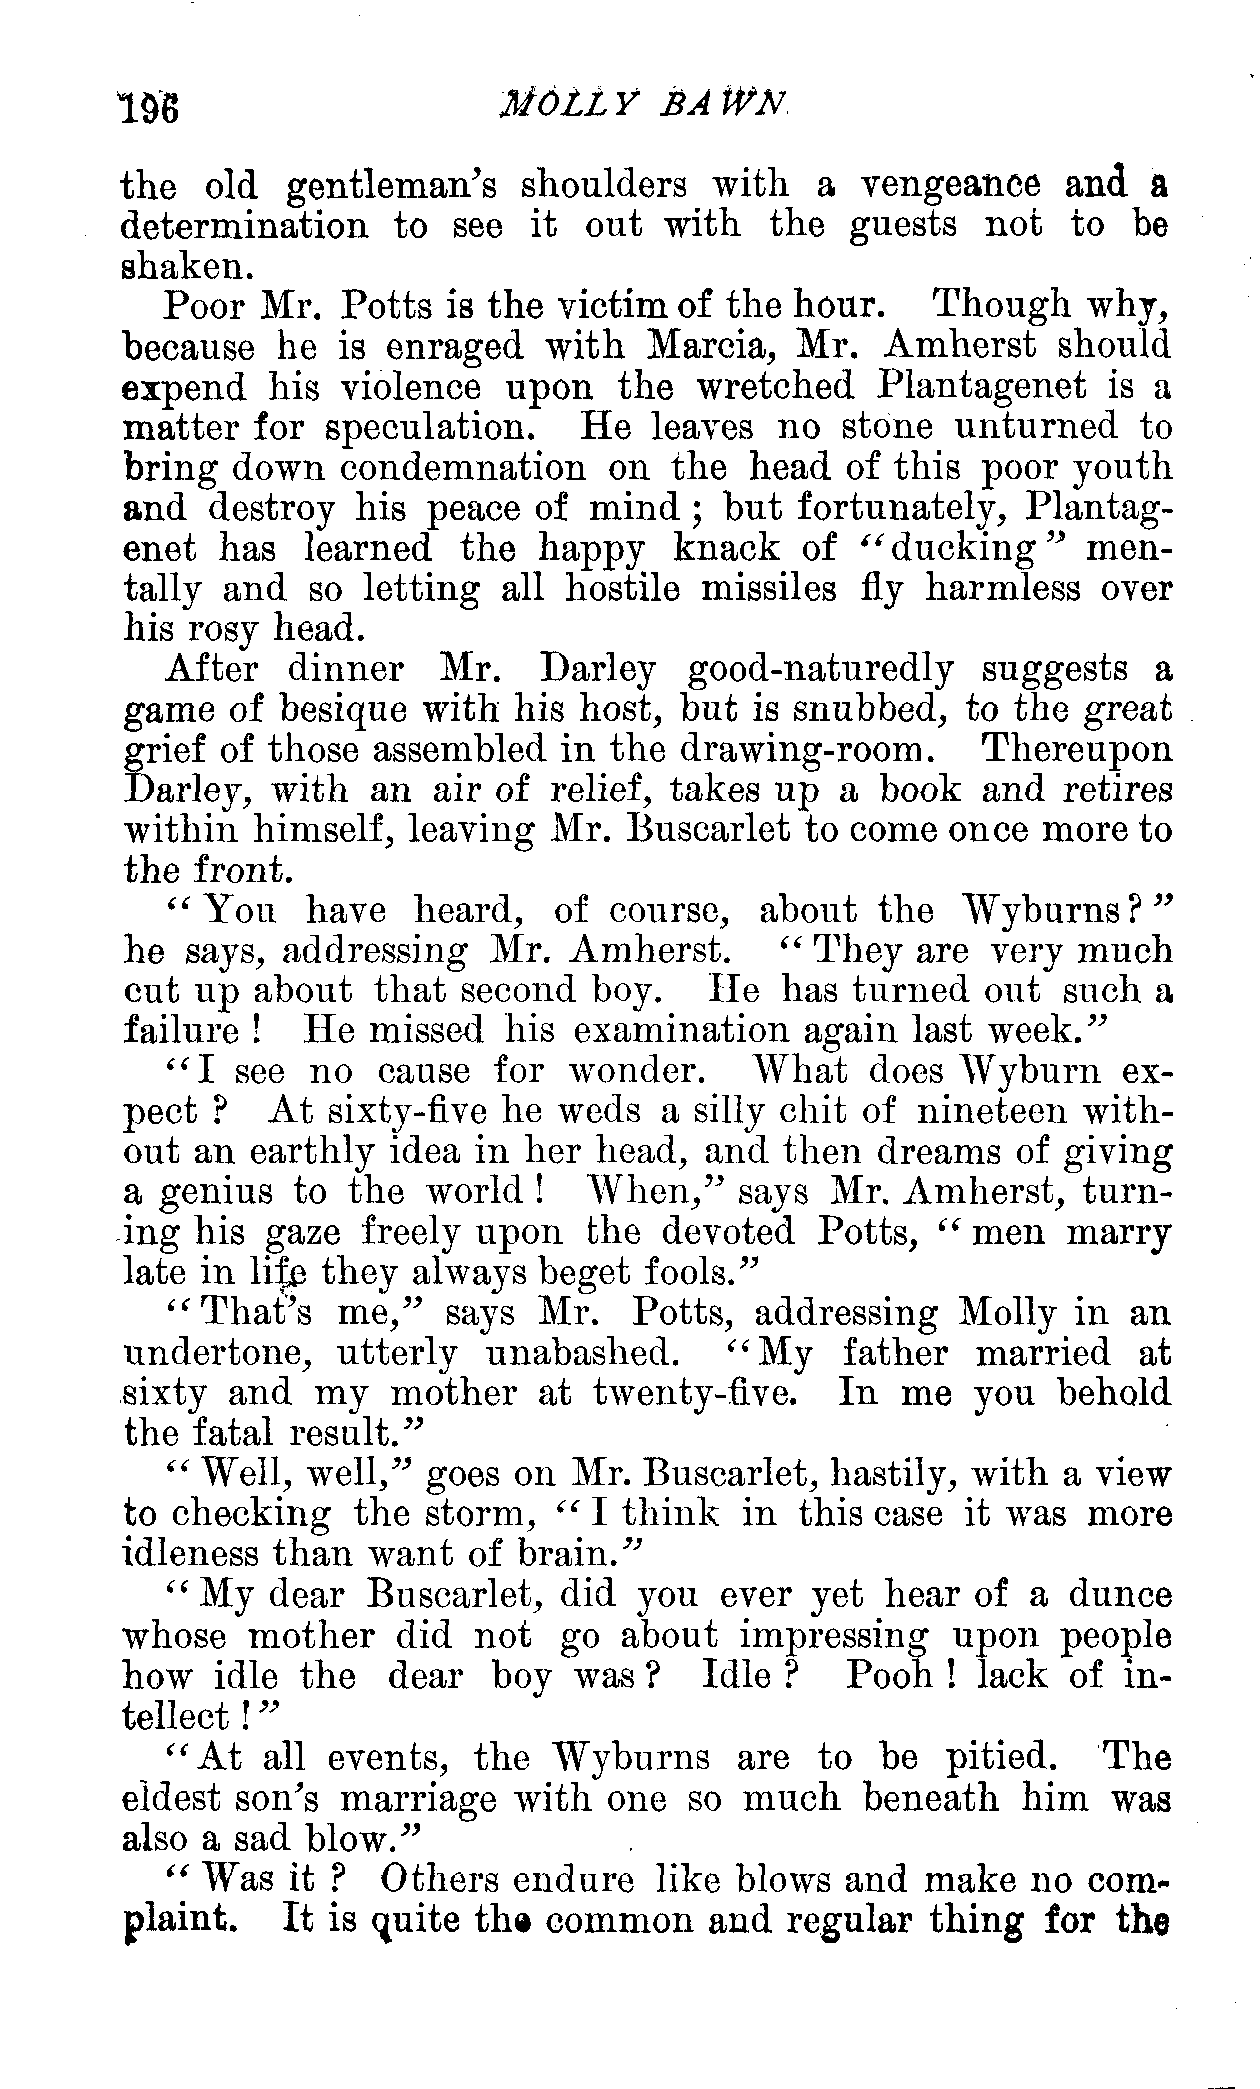 196 MOLLY BAWN
the old gentleman's shoulders with a vengeance and a
determination to see it out with the guests not to be
shaken.
Poor Mr. Potts is the victim of the hour. Though why,
because he is enraged with Marcia, Mr. Amherst should
expend his violence upon the wretched Plantagenet is a
matter for speculation. He leaves no stone unturned to
bring down condemnation on the head of this poor youth
and destroy his peace of mind ; but fortunately, Plantag-
enet has learned the happy knack of “ducking” men-
tally and so letting all hostile missiles fly harmless over
his rosy head.
After dinner Mr. Darley good-naturedly suggests a
game of besique with his host, but is snubbed, to the great
grief of those assembled in the drawing-room. Thereupon
Darley, with an air of relief, takes up a book and retires
within himself, leaving Mr. Buscarlet to come once more to
the front.
“ You have heard, of course, about the Wyburns?”
he says, addressing Mr. Amherst. “ They are very much
cut up about that second boy. He has turned out such a
failure ! He missed his examination again last week.”
“I see no cause for wonder. What does Wyburn ex-
pect ? At sixty-five he weds a silly chit of nineteen with-
out an earthly idea in her head, and then dreams of giving
a genius to the world ! When,” says Mr. Amherst, turn-
ing his gaze freely upon the devoted Potts, “ men marry
late in life they always beget fools.”
“ That's me,” says Mr. Potts, addressing Molly in an
undertone, utterly unabashed. “ My father married at
sixty and my mother at twenty-five. In me you behold
the fatal result.”
“ Well, well,” goes on Mr. Buscarlet, hastily, with a view
to checking the storm, “ I think in this case it was more
idleness than want of brain.”
“ My dear Buscarlet, did you ever yet hear of a dunce
whose mother did not go about impressing upon people
how idle the dear boy was ? Idle ? Pooh ! lack of in-
tellect !”
“ At all events, the Wyburns are to be pitied. The
eldest son's marriage with one so much beneath him was
also a sad blow.”
“ Was it ? Others endure like blows and make no com-
plaint. It is quite the common and regular thing for the